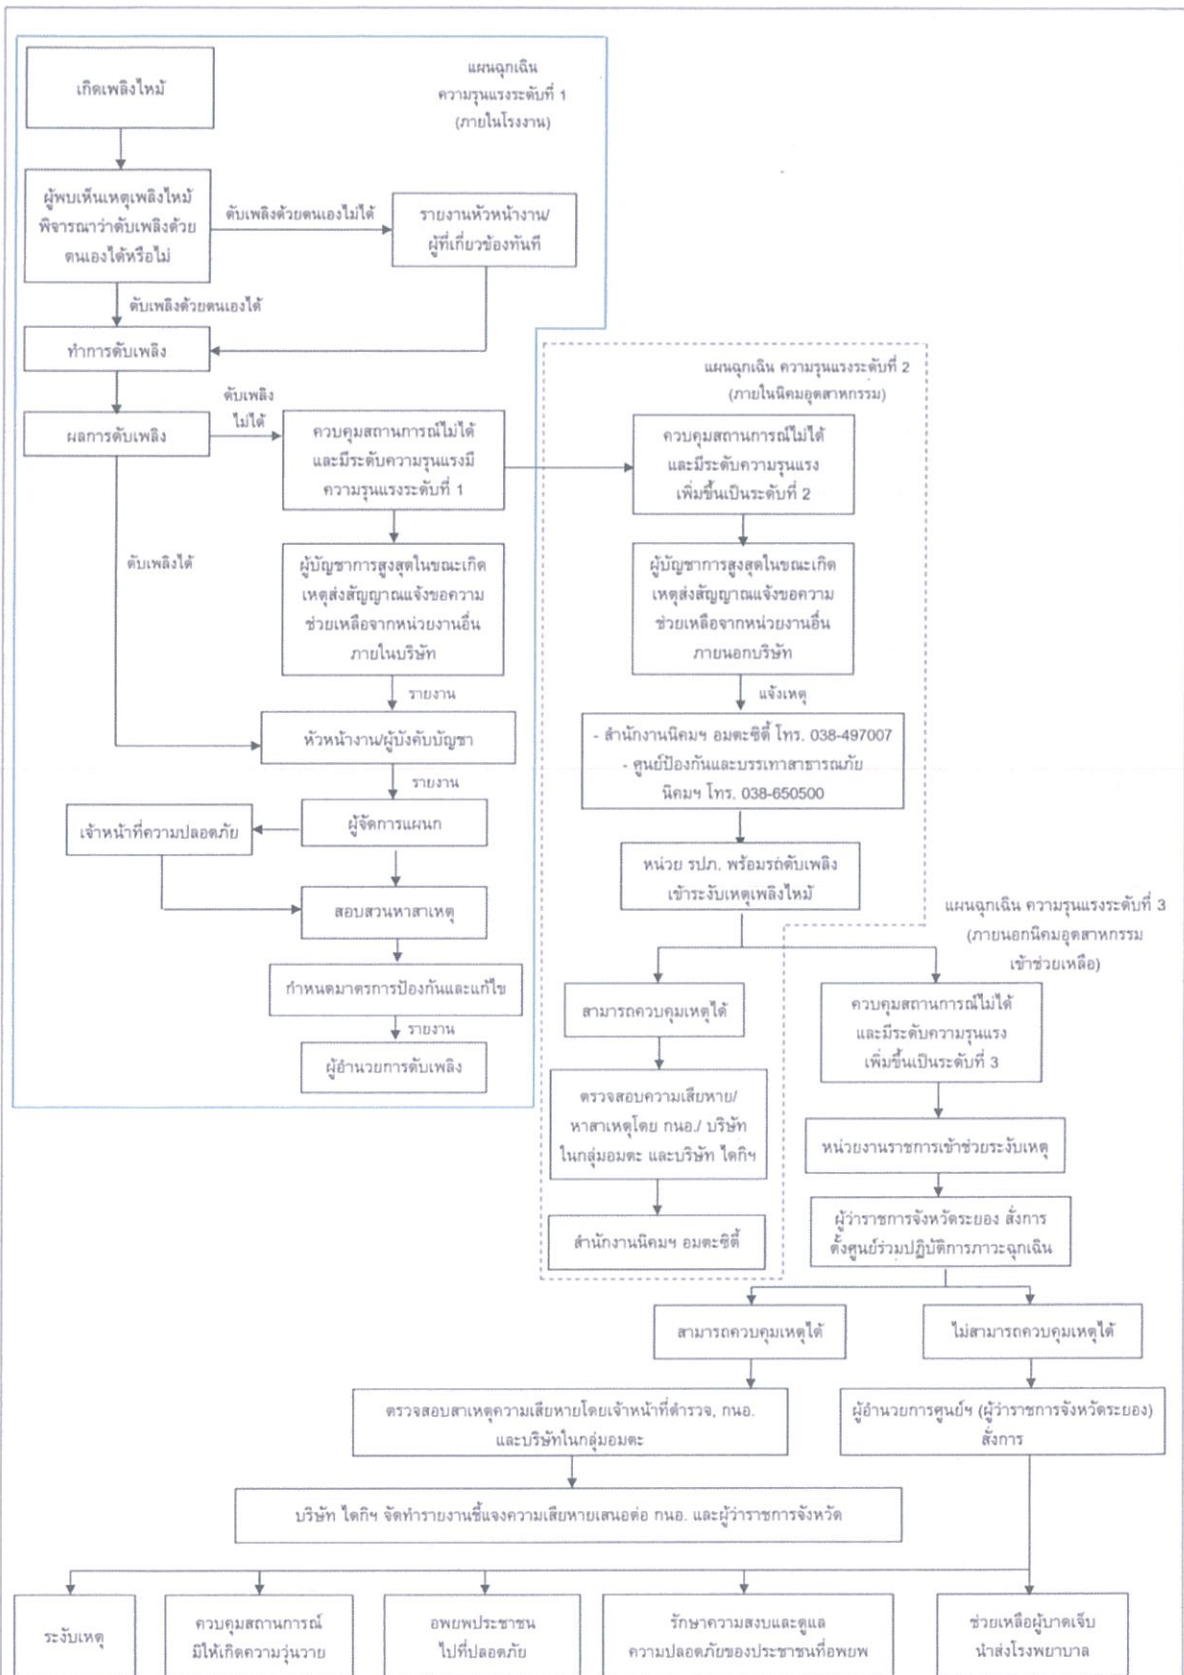 เกิดเพลิงไหม้
แผนฉุกเฉิน
ความรุนแรงระดับที่ 1
(ภายในโรงงาน)
ผู้พบเห็นเหตุเพลิงไหม้
พิจารณาว่าดับเพลิงด้วย
ตนเองได้หรือไม่
ดับเพลิงด้วยตนเองไม่ได้
รายงานหัวหน้างาน/
ผู้ที่เกี่ยวข้องทันที
ดับเพลิงด้วยตนเองได้
ทำการดับเพลิง
ผลการดับเพลิง
ดับเพลิง
ไม่ได้
ควบคุมสถานการณ์ไม่ได้
และมีระดับความรุนแรงมี
ความรุนแรงระดับที่ 1
ดับเพลิงได้
ผู้บัญชาการสูงสุดในขณะเกิด
เหตุส่งสัญญาณแจ้งขอความ
ช่วยเหลือจากหน่วยงานอื่น
ภายในบริษัท
รายงาน
หัวหน้างาน/ผู้บังคับบัญชา
รายงาน
ผู้จัดการแผนก
เจ้าหน้าที่ความปลอดภัย
สอบสวนหาสาเหตุ
กำหนดมาตรการป้องกันและแก้ไข
รายงาน
ผู้อำนวยการดับเพลิง
แผนฉุกเฉิน ความรุนแรงระดับที่ 2
(ภายในนิคมอุตสาหกรรม)
ควบคุมสถานการณ์ไม่ได้
และมีระดับความรุนแรง
เพิ่มขึ้นเป็นระดับที่ 2
ผู้บัญชาการสูงสุดในขณะเกิด
เหตุส่งสัญญาณแจ้งขอความ
ช่วยเหลือจากหน่วยงานอื่น
ภายนอกบริษัท
แจ้งเหตุ
- สำนักงานนิคมฯ อมตะซิตี้ โทร. 038-497007
- ศูนย์ป้องกันและบรรเทาสาธารณภัย
นิคมฯ โทร. 038-650500
หน่วย รปภ. พร้อมรถดับเพลิง
เข้าระงับเหตุเพลิงไหม้
สามารถควบคุมเหตุได้
ตรวจสอบความเสียหาย/
หาสาเหตุโดย กนอ./ บริษัท
ในกลุ่มอมตะ และบริษัท ไดกิฯ
สำนักงานนิคมฯ อมตะซิตี้
แผนฉุกเฉิน ความรุนแรงระดับที่ 3
(ภายนอกนิคมอุตสาหกรรม
เข้าช่วยเหลือ)
ควบคุมสถานการณ์ไม่ได้
และมีระดับความรุนแรง
เพิ่มขึ้นเป็นระดับที่ 3
หน่วยงานราชการเข้าช่วยระงับเหตุ
ผู้ว่าราชการจังหวัดระยอง สั่งการ
ตั้งศูนย์ร่วมปฏิบัติการภาวะฉุกเฉิน
สามารถควบคุมเหตุได้
ไม่สามารถควบคุมเหตุได้
ตรวจสอบสาเหตุความเสียหายโดยเจ้าหน้าที่ตำรวจ, กนอ.
และบริษัทในกลุ่มอมตะ
ผู้อำนวยการศูนย์ฯ (ผู้ว่าราชการจังหวัดระยอง)
สั่งการ
บริษัท ไดกิฯ จัดทำรายงานชี้แจงความเสียหายเสนอต่อ กนอ. และผู้ว่าราชการจังหวัด
ระงับเหตุ
ควบคุมสถานการณ์
มิให้เกิดความวุ่นวาย
อพยพประชาชน
ไปที่ปลอดภัย
รักษาความสงบและดูแล
ความปลอดภัยของประชาชนที่อพยพ
ช่วยเหลือผู้บาดเจ็บ
นำส่งโรงพยาบาล